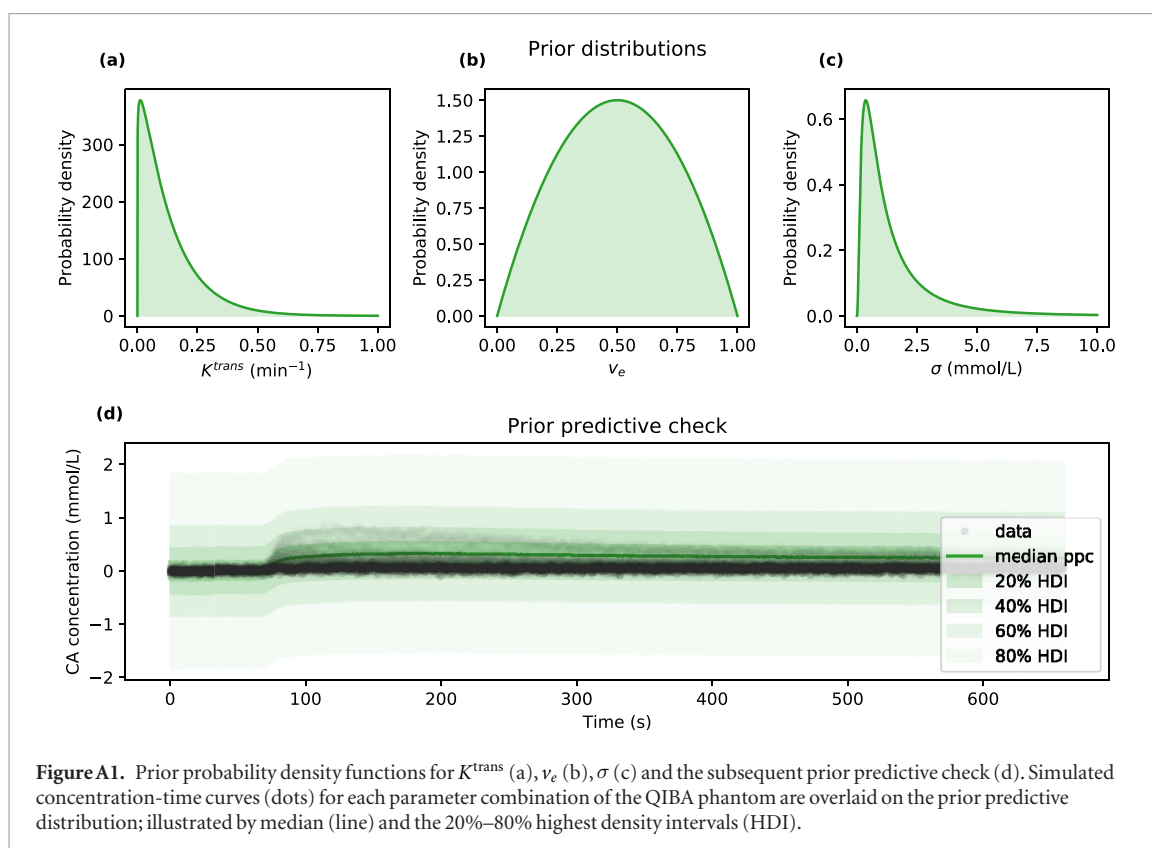 Prior distributions
(a)
(b)
(c)
Probability density
300
200
100
0
0.00 0.25 0.50 0.75 1.00
K^trans (min⁻¹)
Probability density
1.50
1.25
1.00
0.75
0.50
0.25
0.00
0.00 0.25 0.50 0.75 1.00
v_e
Probability density
0.6
0.4
0.2
0.0
0.0 2.5 5.0 7.5 10.0
σ (mmol/L)
(d)
Prior predictive check
CA concentration (mmol/L)
2
1
0
−1
−2
data
median ppc
20% HDI
40% HDI
60% HDI
80% HDI
0 100 200 300 400 500 600
Time (s)
Figure A1. Prior probability density functions for K^trans (a), ν_e (b), σ (c) and the subsequent prior predictive check (d). Simulated
concentration-time curves (dots) for each parameter combination of the QIBA phantom are overlaid on the prior predictive
distribution; illustrated by median (line) and the 20%–80% highest density intervals (HDI).